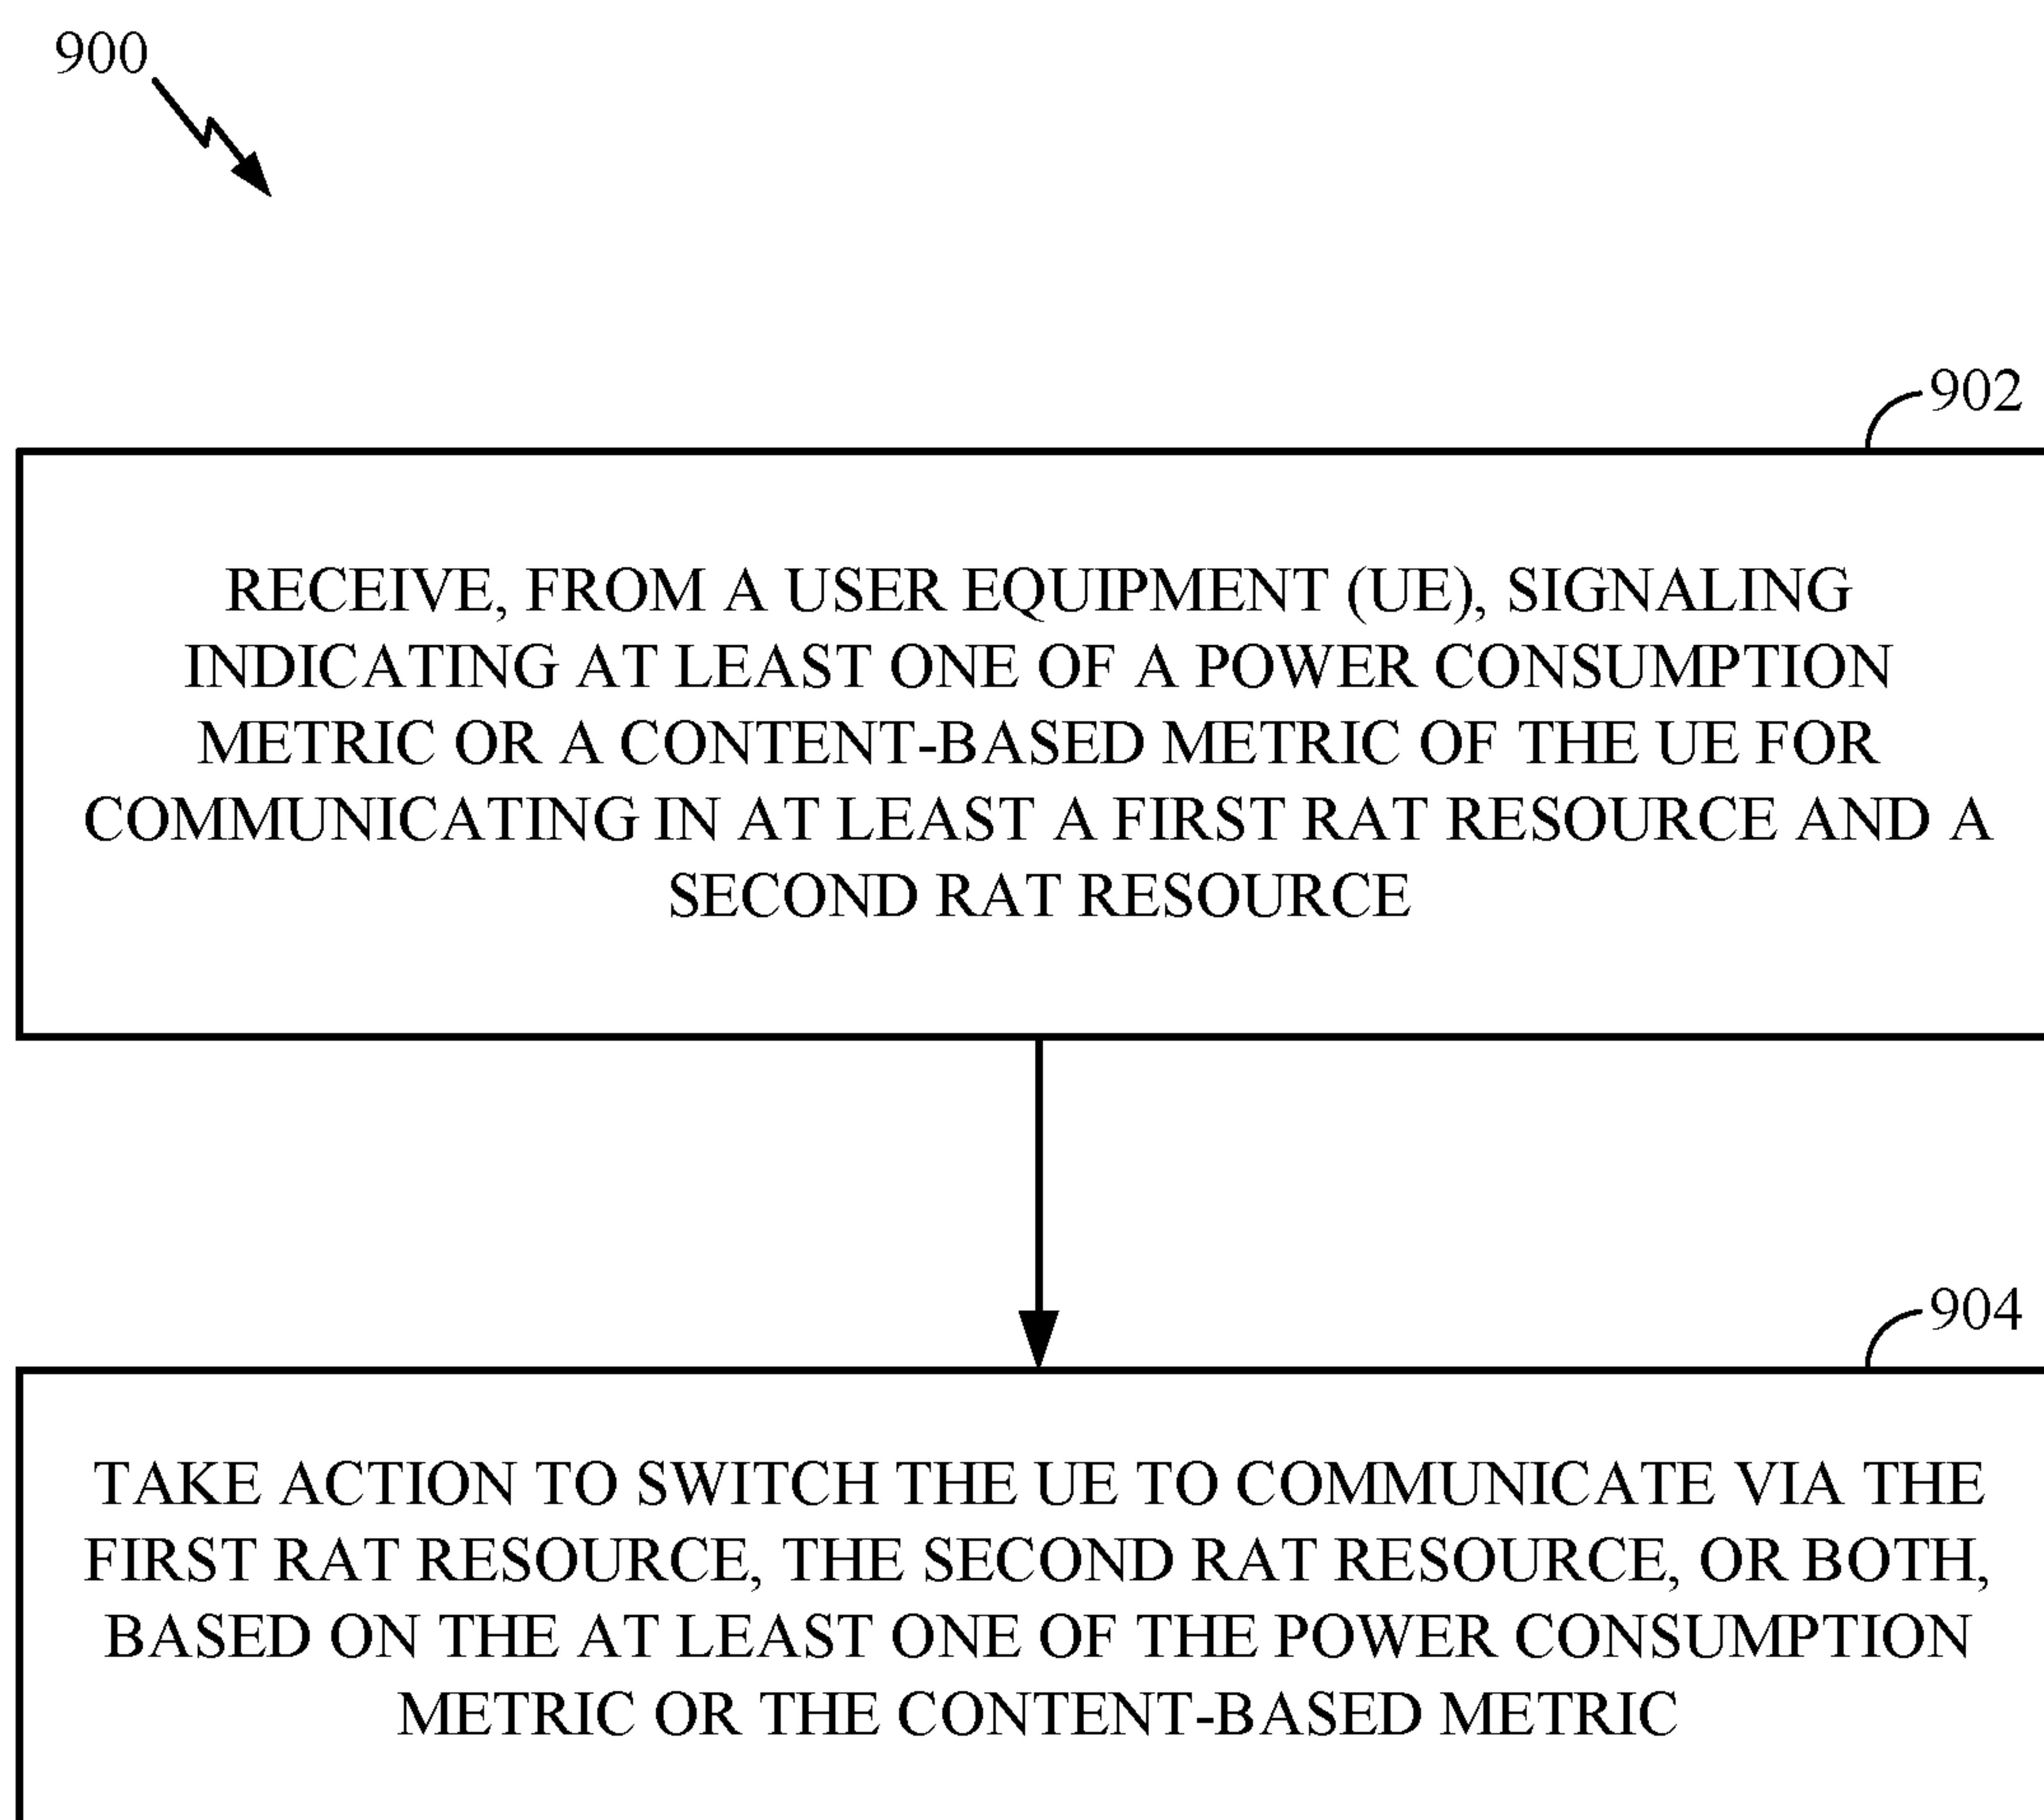 900
902
RECEIVE, FROM A USER EQUIPMENT (UE), SIGNALING
INDICATING AT LEAST ONE OF A POWER CONSUMPTION
METRIC OR A CONTENT-BASED METRIC OF THE UE FOR
COMMUNICATING IN AT LEAST A FIRST RAT RESOURCE AND A
SECOND RAT RESOURCE
904
TAKE ACTION TO SWITCH THE UE TO COMMUNICATE VIA THE
FIRST RAT RESOURCE, THE SECOND RAT RESOURCE, OR BOTH,
BASED ON THE AT LEAST ONE OF THE POWER CONSUMPTION
METRIC OR THE CONTENT-BASED METRIC